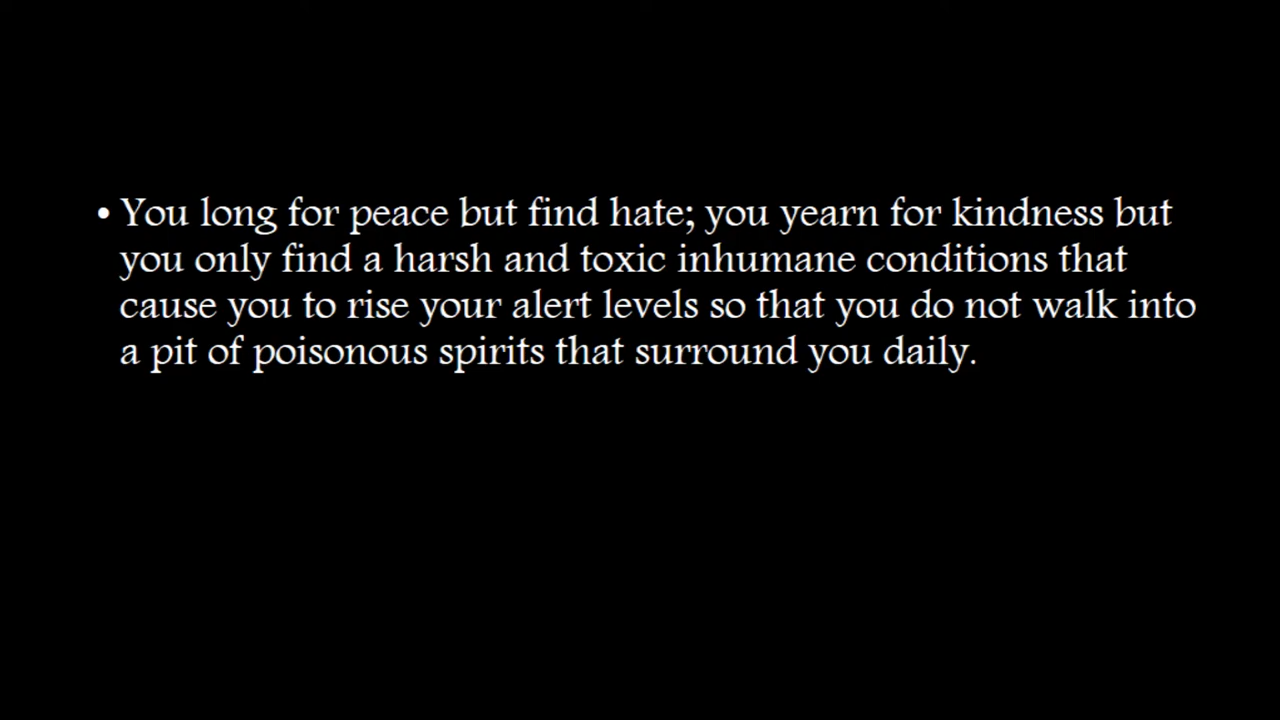 • You long for peace but find hate; you yearn for kindness but
you only find a harsh and toxic inhumane conditions that
cause you to rise your alert levels so that you do not walk into
a pit of poisonous spirits that surround you daily.